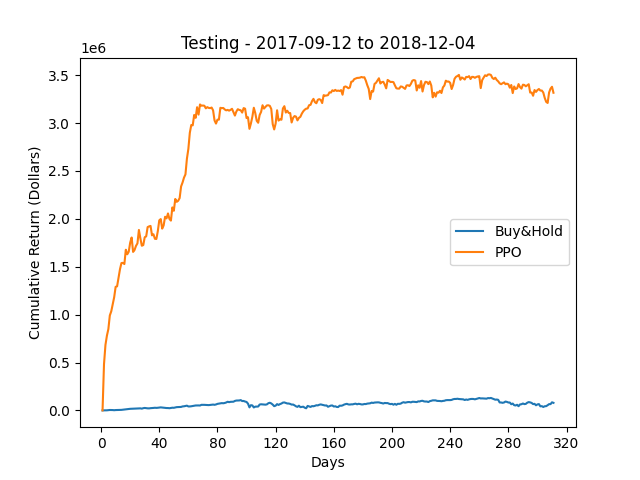 Testing - 2017-09-12 to 2018-12-04
1e6
3.5
3.0
2.5
2.0
1.5
1.0
0.5
0.0
Cumulative Return (Dollars)
Buy&Hold
PPO
0 40 80 120 160 200 240 280 320
Days